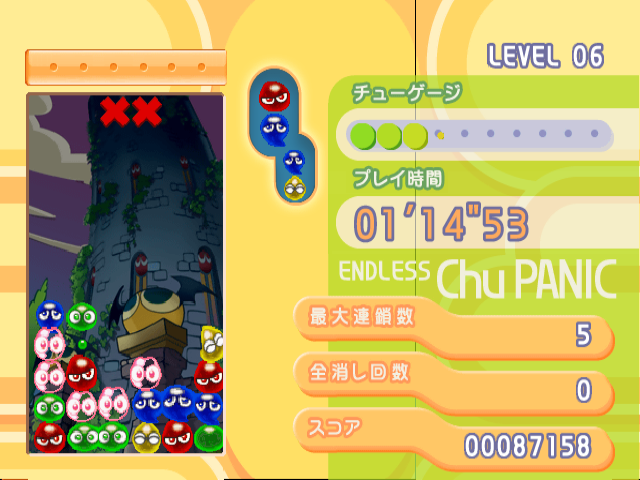 LEVEL 06
チューゲージ
プレイ時間
01'14"53
ENDLESS Chu PANIC
最大連鎖数
5
全消し回数
0
スコア
00087158